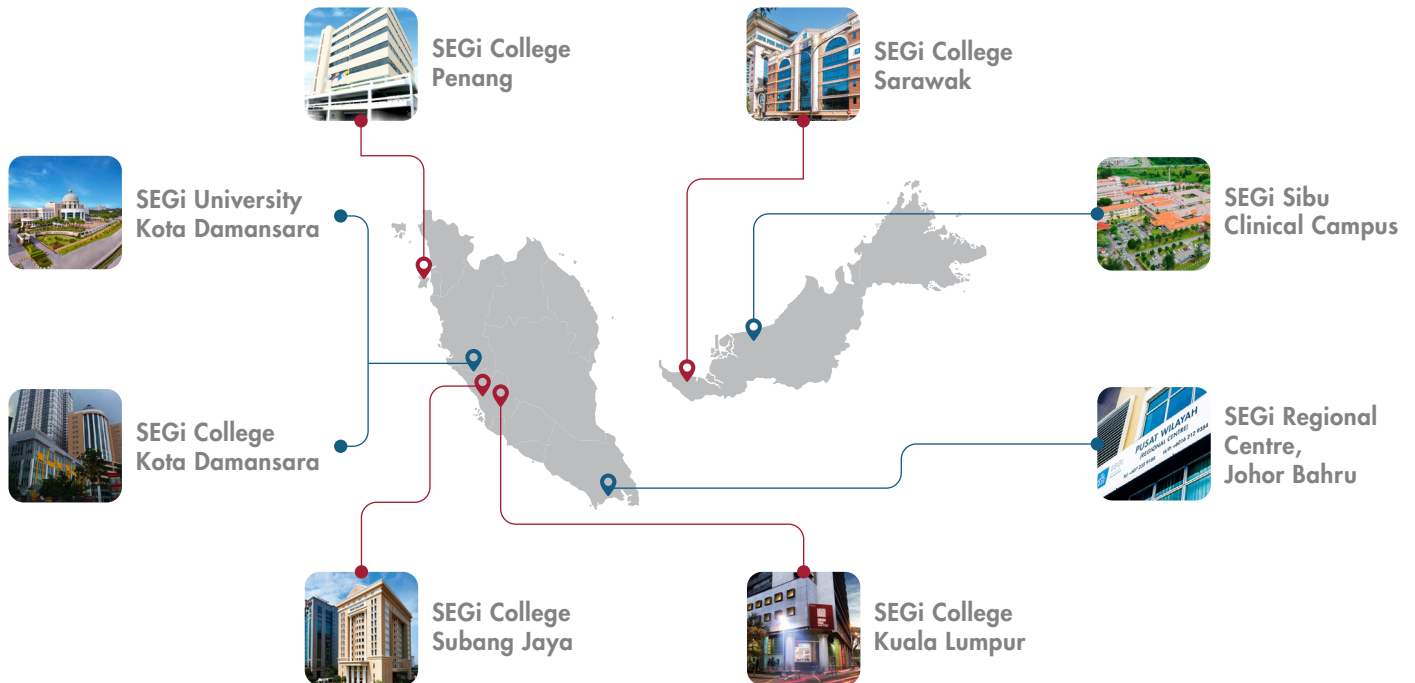 SEGi College
Penang
SEGi College
Sarawak
SEGi University
Kota Damansara
SEGi Sibu
Clinical Campus
SEGi College
Kota Damansara
SEGi Regional
Centre,
Johor Bahru
PUSAT WILAYAH
(REGIONAL CENTRE)
SEGi
SEGi College
Subang Jaya
SEGi College
Kuala Lumpur